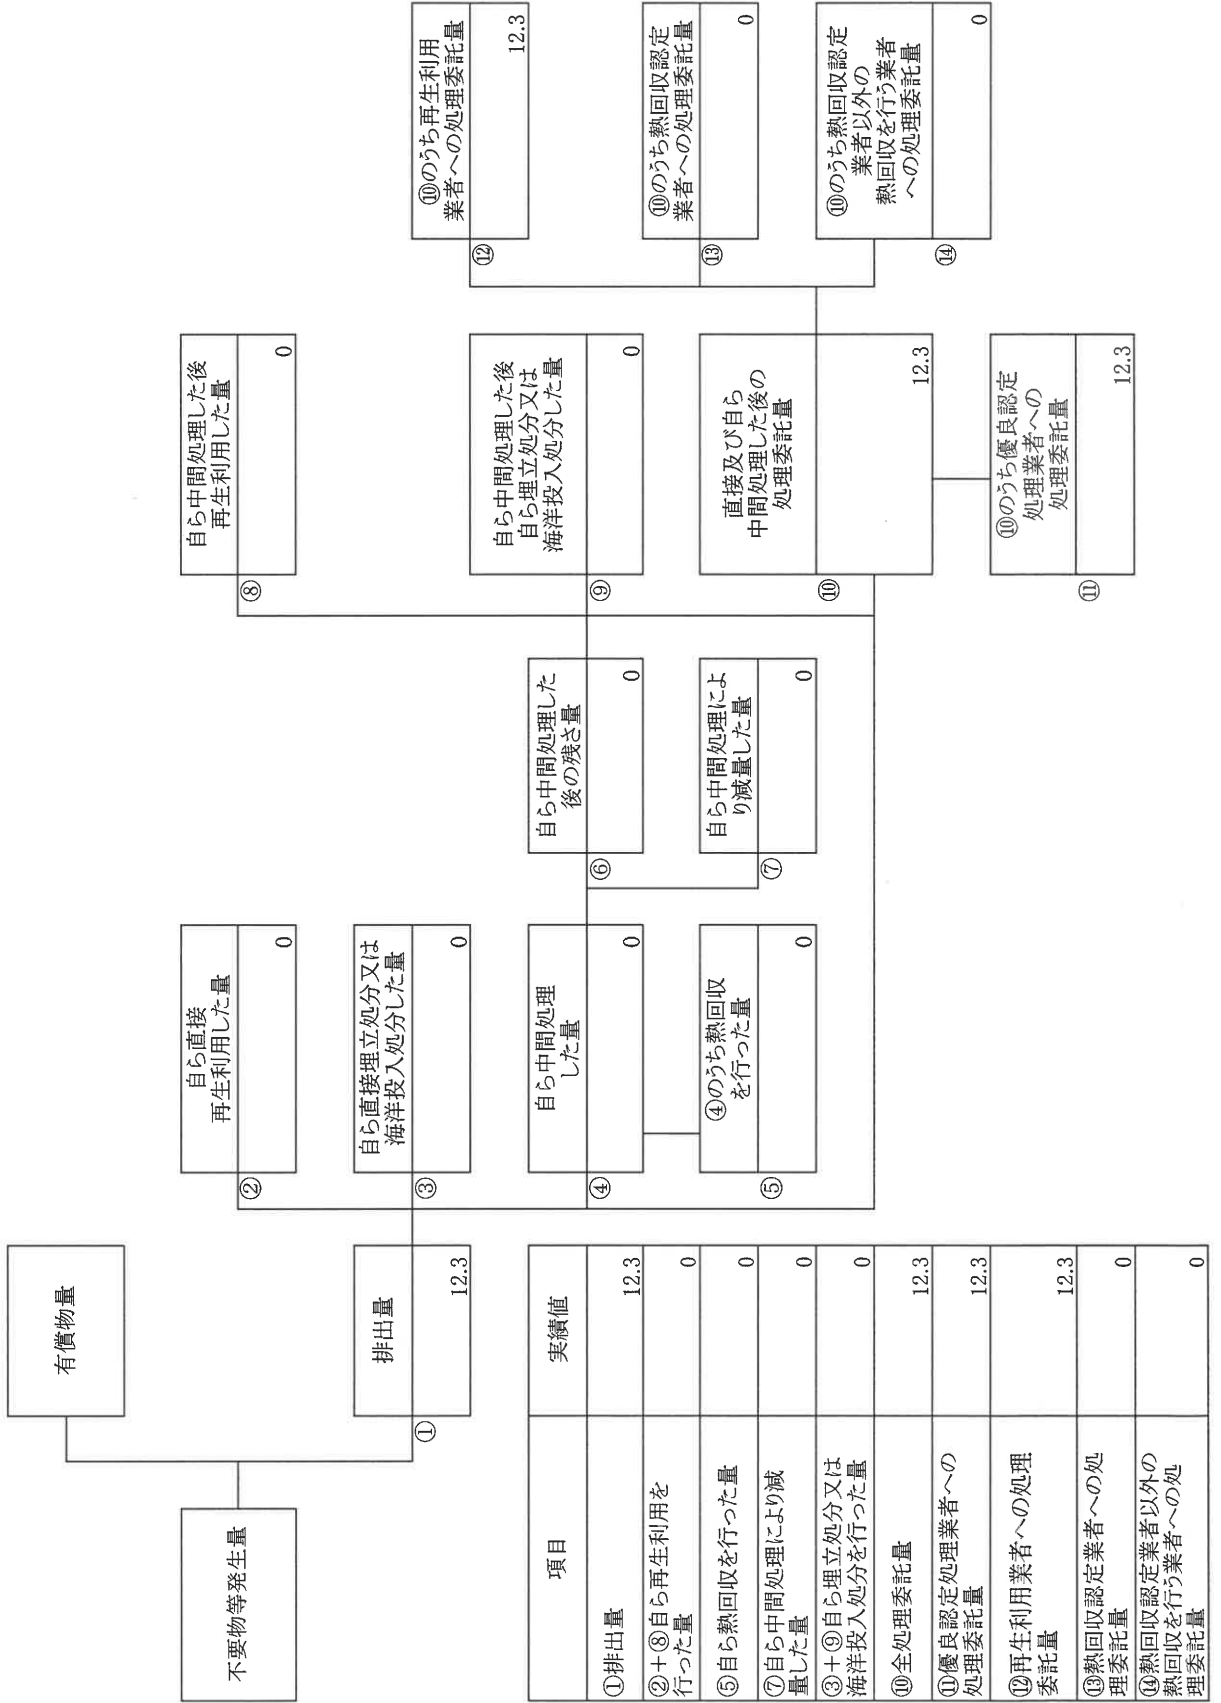 不要物等発生量
有償物量
排出量
①
12.3
自ら直接
再生利用した量
②
0
自ら直接埋立処分又は
海洋投入処分した量
③
0
自ら中間処理
した量
④
0
④のうち熱回収
を行った量
⑤
0
自ら中間処理した
後の残さ量
⑥
0
自ら中間処理によ
り減量した量
⑦
0
自ら中間処理した後
再生利用した量
⑧
0
自ら中間処理した後
自ら埋立処分又は
海洋投入処分した量
⑨
0
直接及び自ら
中間処理した後の
処理委託量
⑩
12.3
⑩のうち優良認定
処理業者への
処理委託量
⑪
12.3
⑩のうち再生利用
業者への処理委託量
⑫
12.3
⑩のうち熱回収認定
業者への処理委託量
⑬
0
⑩のうち熱回収認定
業者以外の
熱回収を行う業者
への処理委託量
⑭
0
項目 実績値
①排出量 12.3
②+⑧自ら再生利用を
行った量 0
⑤自ら熱回収を行った量 0
⑦自ら中間処理により減
量した量 0
③+⑨自ら埋立処分又は
海洋投入処分を行った量 0
⑩全処理委託量 12.3
⑪優良認定処理業者への
処理委託量 12.3
⑫再生利用業者への処理
委託量 12.3
⑬熱回収認定業者への処
理委託量 0
⑭熱回収認定業者以外の
熱回収を行う業者への処
理委託量 0